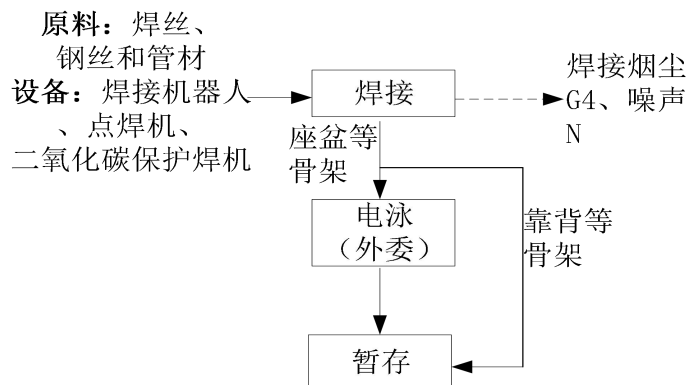 原料：焊丝、
钢丝和管材
设备：焊接机器人
、点焊机、
二氧化碳保护焊机
焊接
焊接烟尘
G4、噪声
N
座盆等
骨架
电泳
（外委）
靠背等
骨架
暂存